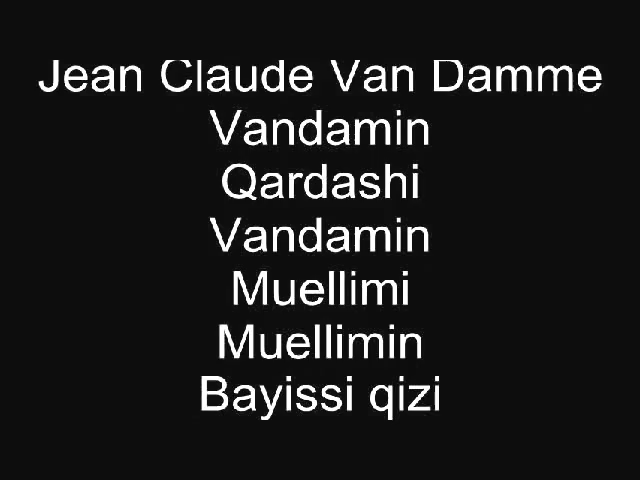 Jean Claude Van Damme
Vandamin
Qardashi
Vandamin
Muellimi
Muellimin
Bayissi qizi